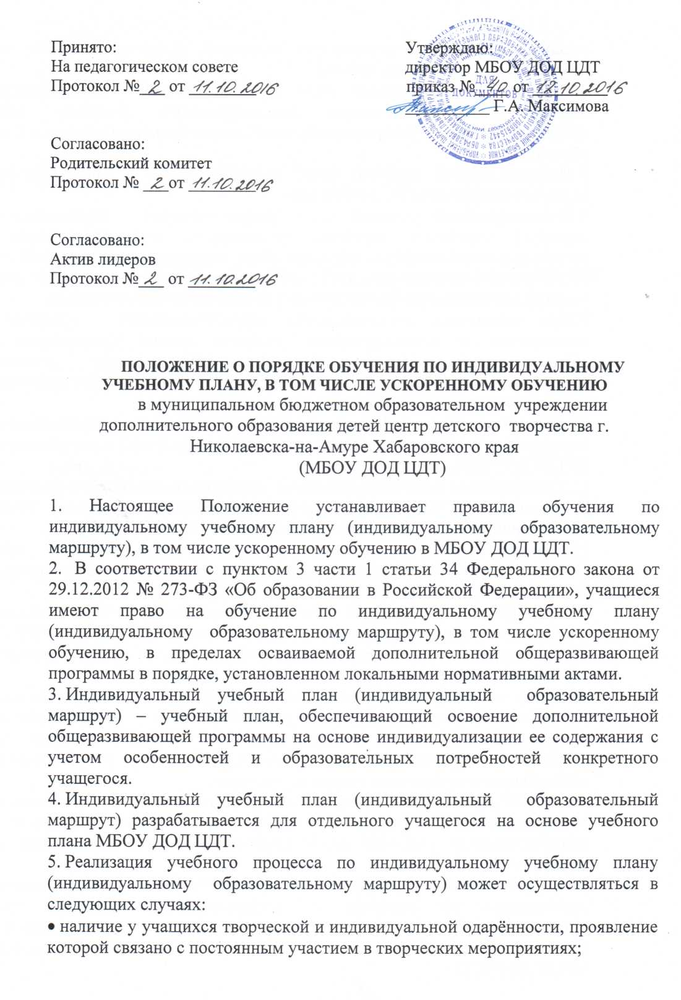 Принято:
На педагогическом совете
Протокол № 2 от 11.10.2016
Утверждаю:
директор МБОУ ДОД ЦДТ
приказ № 40 от 12.10.2016
Г.А. Максимова
ДЛЯ
ДОКУМЕНТОВ
Согласовано:
Родительский комитет
Протокол № 2 от 11.10.2016
Согласовано:
Актив лидеров
Протокол № 2 от 11.10.2016
ПОЛОЖЕНИЕ О ПОРЯДКЕ ОБУЧЕНИЯ ПО ИНДИВИДУАЛЬНОМУ
УЧЕБНОМУ ПЛАНУ, В ТОМ ЧИСЛЕ УСКОРЕННОМУ ОБУЧЕНИЮ
в муниципальном бюджетном образовательном учреждении
дополнительного образования детей центр детского творчества г.
Николаевска-на-Амуре Хабаровского края
(МБОУ ДОД ЦДТ)
1. Настоящее Положение устанавливает правила обучения по
индивидуальному учебному плану (индивидуальному образовательному
маршруту), в том числе ускоренному обучению в МБОУ ДОД ЦДТ.
2. В соответствии с пунктом 3 части 1 статьи 34 Федерального закона от
29.12.2012 № 273-ФЗ «Об образовании в Российской Федерации», учащиеся
имеют право на обучение по индивидуальному учебному плану
(индивидуальному образовательному маршруту), в том числе ускоренному
обучению, в пределах осваиваемой дополнительной общеразвивающей
программы в порядке, установленном локальными нормативными актами.
3. Индивидуальный учебный план (индивидуальный образовательный
маршрут) – учебный план, обеспечивающий освоение дополнительной
общеразвивающей программы на основе индивидуализации ее содержания с
учетом особенностей и образовательных потребностей конкретного
учащегося.
4. Индивидуальный учебный план (индивидуальный образовательный
маршрут) разрабатывается для отдельного учащегося на основе учебного
плана МБОУ ДОД ЦДТ.
5. Реализация учебного процесса по индивидуальному учебному плану
(индивидуальному образовательному маршруту) может осуществляться в
следующих случаях:
• наличие у учащихся творческой и индивидуальной одарённости, проявление
которой связано с постоянным участием в творческих мероприятиях;